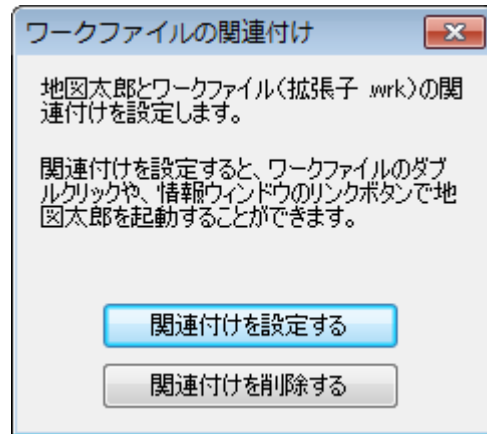 ワークファイルの関連付け
地図太郎とワークファイル(拡張子 .wrk)の関
連付けを設定します。
関連付けを設定すると、ワークファイルのダブ
ルクリックや、情報ウィンドウのリンクボタンで地
図太郎を起動することができます。
関連付けを設定する
関連付けを削除する